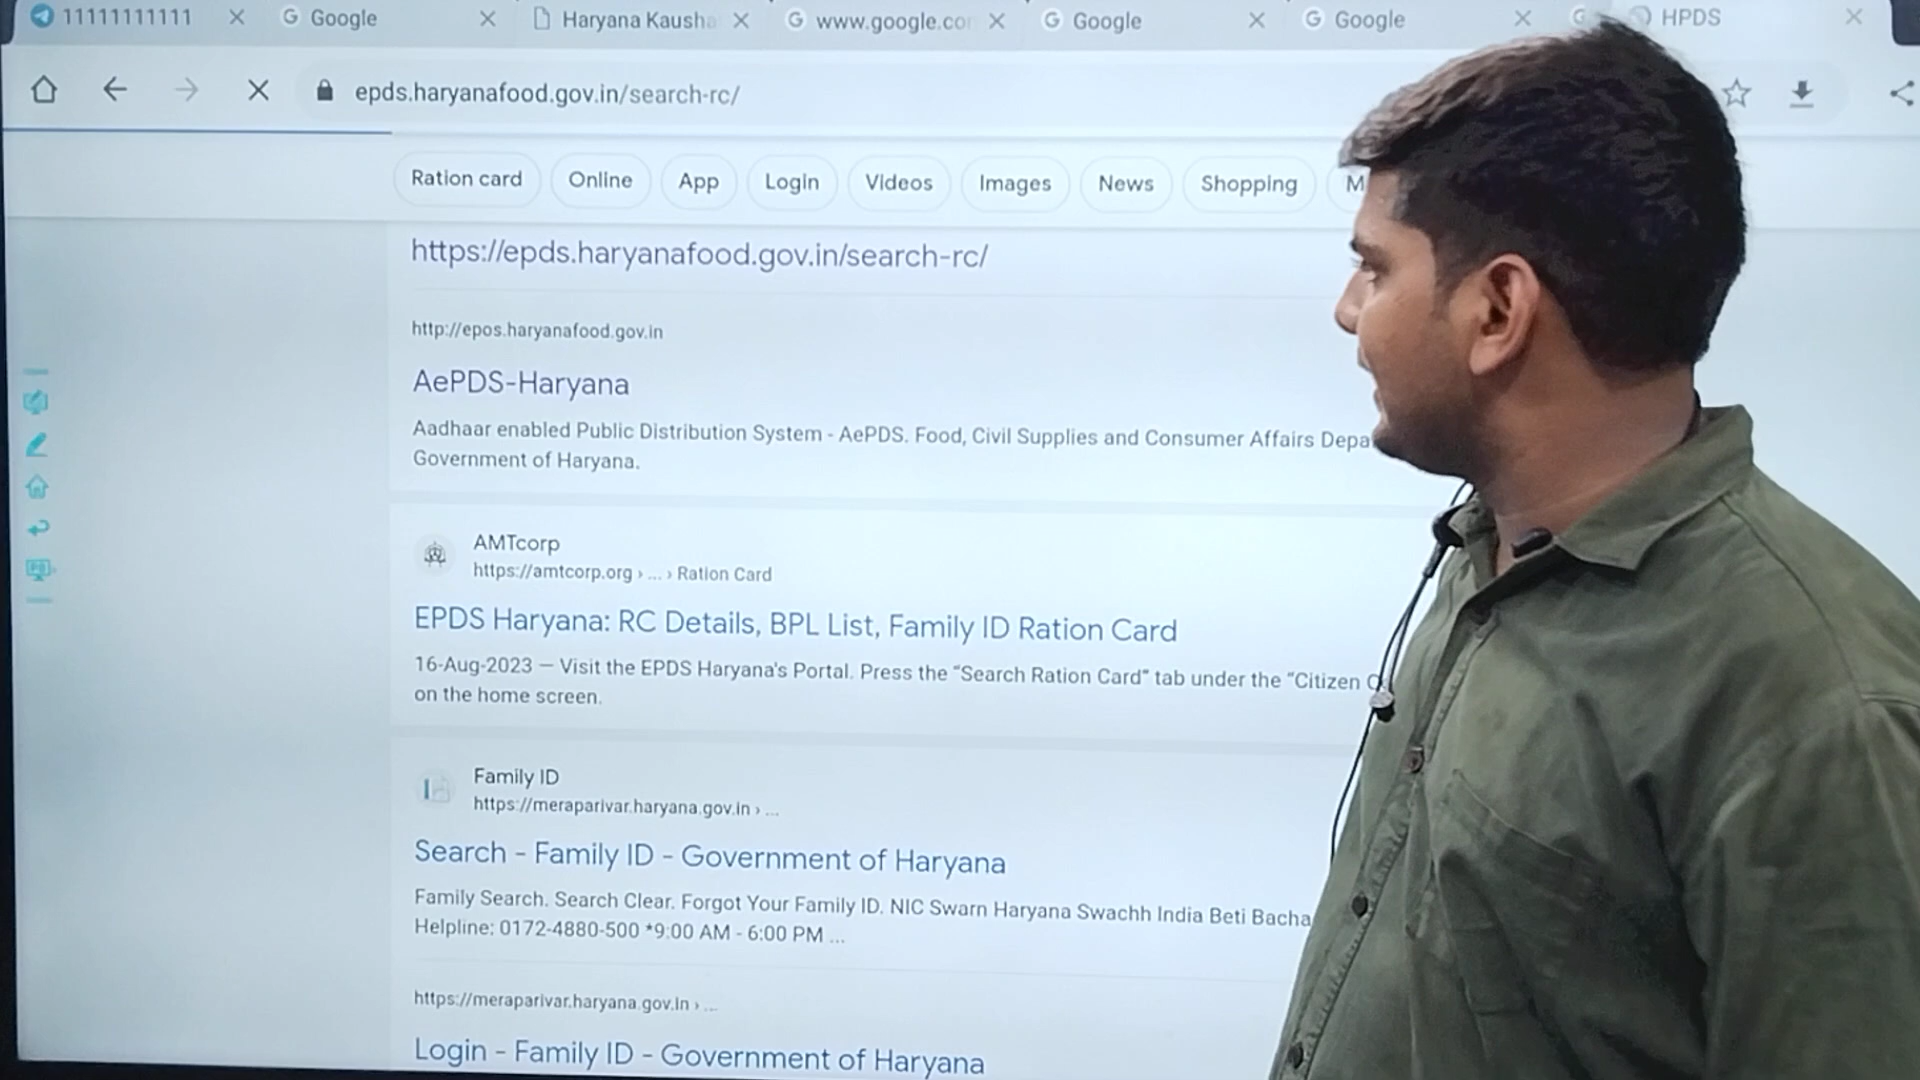 11111111111
Google
Haryana Kausha
www.google.co
Google
Google
HPDS
epds.haryanafood.gov.in/search-rc/
Ration card
Online
App
Login
Videos
Images
News
Shopping
M
https://epds.haryanafood.gov.in/search-rc/
http://epos.haryanafood.gov.in
AePDS-Haryana
Aadhaar enabled Public Distribution System - AePDS. Food, Civil Supplies and Consumer Affairs Depa
Government of Haryana.
AMTcorp
https://amtcorp.org › ... › Ration Card
EPDS Haryana: RC Details, BPL List, Family ID Ration Card
16-Aug-2023 — Visit the EPDS Haryana's Portal. Press the “Search Ration Card” tab under the “Citizen
on the home screen.
Family ID
https://meraparivar.haryana.gov.in › ...
Search - Family ID - Government of Haryana
Family Search. Search Clear. Forgot Your Family ID. NIC Swarn Haryana Swachh India Beti Bacha
Helpline: 0172-4880-500 *9:00 AM - 6:00 PM ...
https://meraparivar.haryana.gov.in › ...
Login - Family ID - Government of Haryana